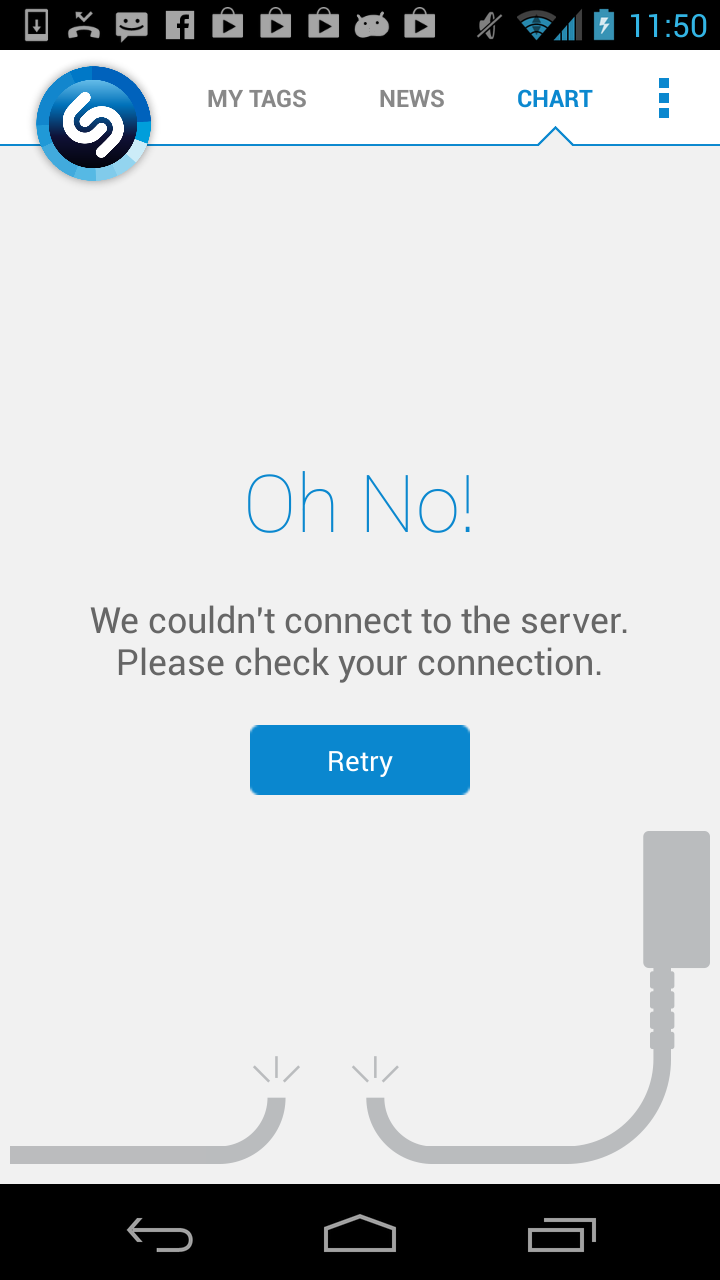 11:50
MY TAGS NEWS CHART
Oh No!
We couldn't connect to the server.
Please check your connection.
Retry